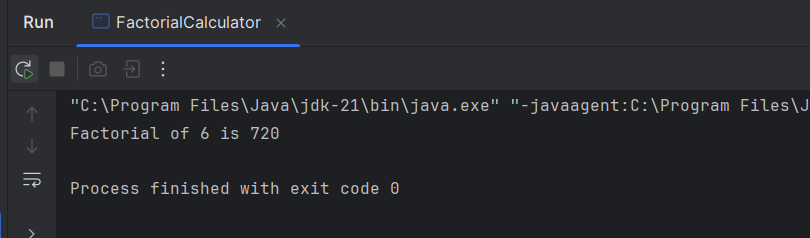 Run FactorialCalculator
"C:\Program Files\Java\jdk-21\bin\java.exe" "-javaagent:C:\Program Files\J
Factorial of 6 is 720
Process finished with exit code 0